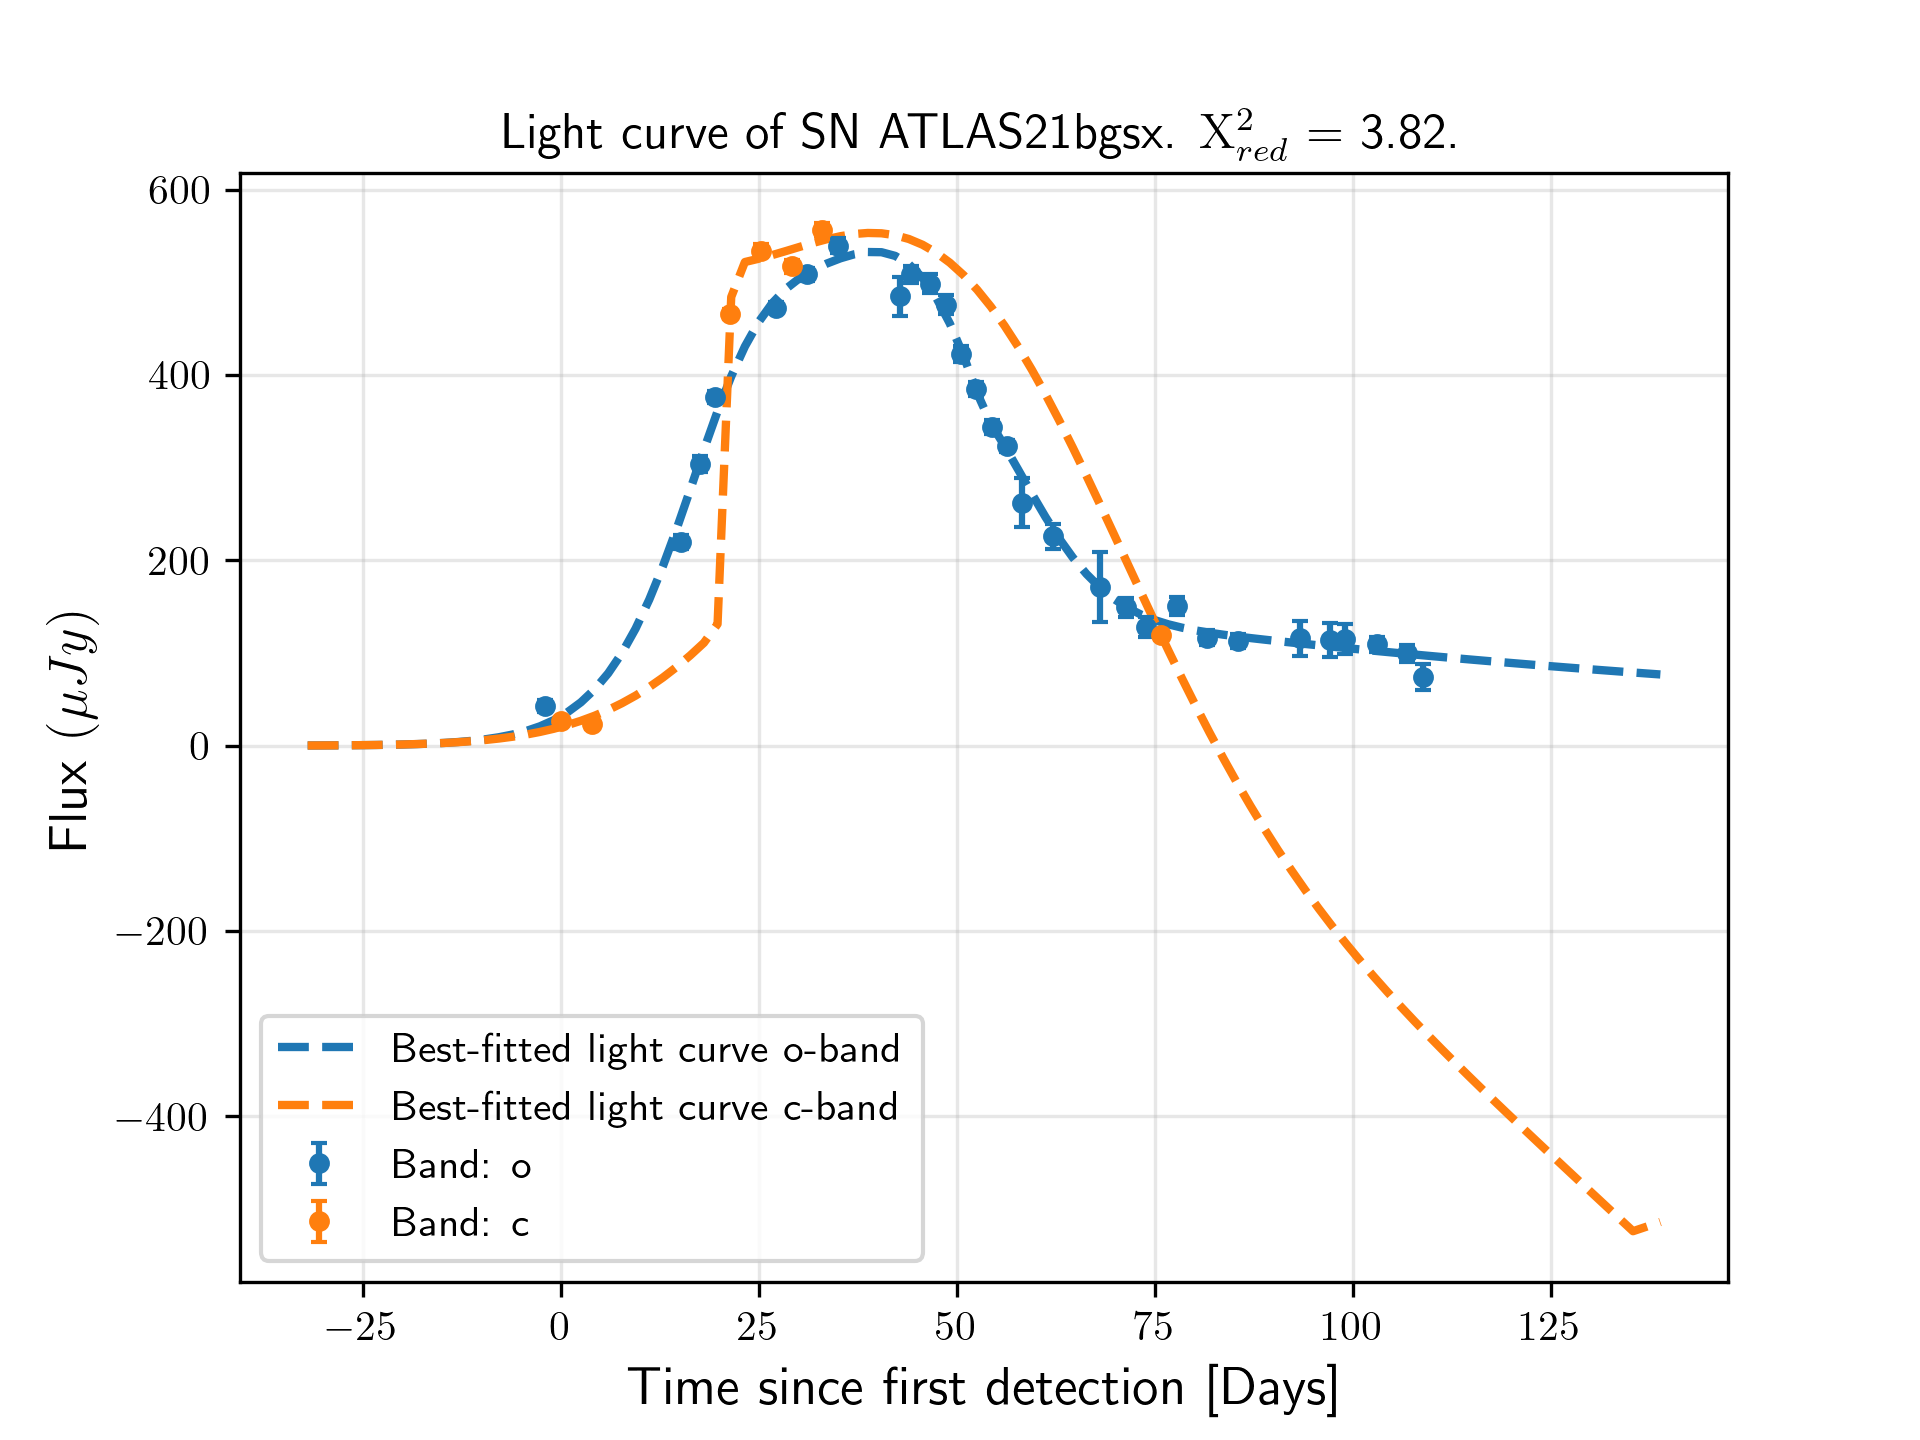 Light curve of SN ATLAS21bgsx. X²_red = 3.82.
600
400
200
0
−200
−400
Flux (μJy)
Best-fitted light curve o-band
Best-fitted light curve c-band
Band: o
Band: c
−25 0 25 50 75 100 125
Time since first detection [Days]